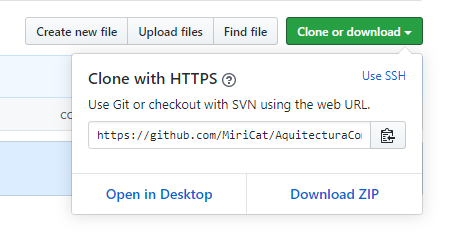 Create new file Upload files Find file Clone or download
Clone with HTTPS Use SSH
Use Git or checkout with SVN using the web URL.
https://github.com/MiriCat/AquitecturaCo
Open in Desktop Download ZIP